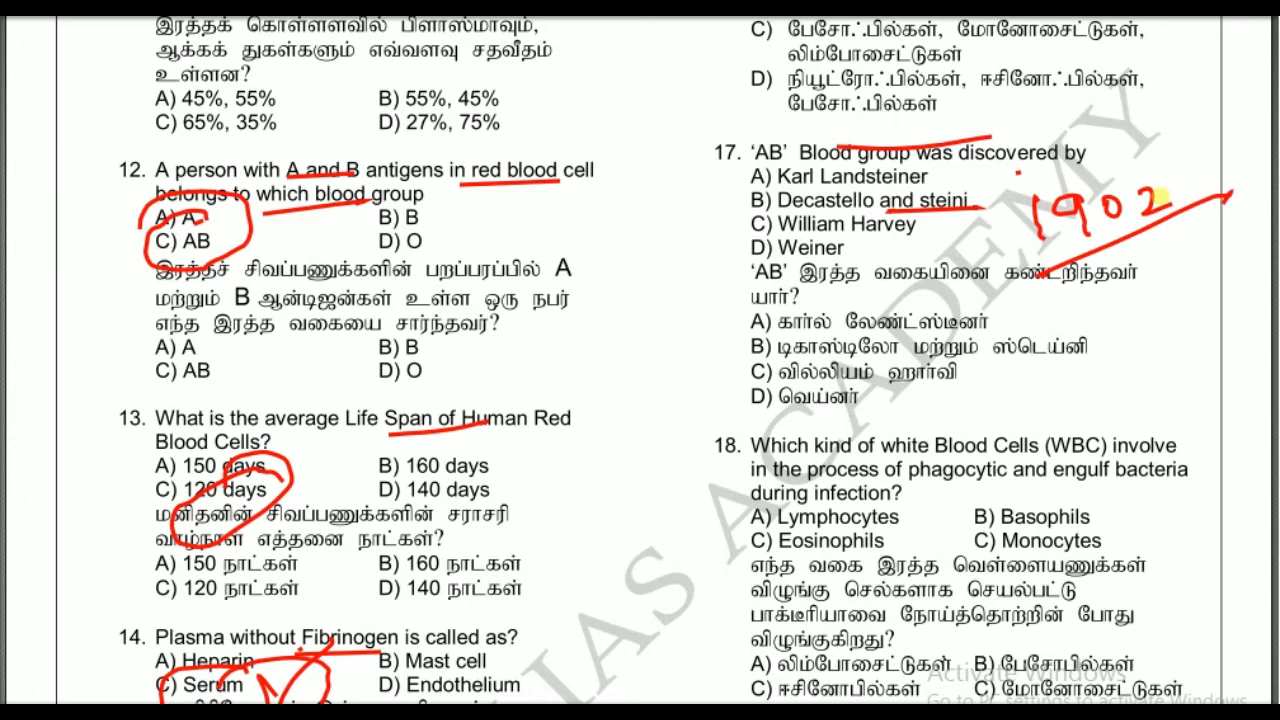 இரத்தக் கொள்ளளவில் பிளாஸ்மாவும்,
ஆக்கக் துகள்களும் எவ்வளவு சதவீதம்
உள்ளன?
A) 45%, 55% B) 55%, 45%
C) 65%, 35% D) 27%, 75%
12. A person with A and B antigens in red blood cell
belongs to which blood group
A) A B) B
C) AB D) O
இரத்தச் சிவப்பணுக்களின் பறப்பரப்பில் A
மற்றும் B ஆன்டிஜன்கள் உள்ள ஒரு நபர்
எந்த இரத்த வகையை சார்ந்தவர்?
A) A B) B
C) AB D) O
13. What is the average Life Span of Human Red
Blood Cells?
A) 150 days B) 160 days
C) 120 days D) 140 days
மனிதனின் சிவப்பணுக்களின் சராசரி
வாழ்நாள் எத்தனை நாட்கள்?
A) 150 நாட்கள் B) 160 நாட்கள்
C) 120 நாட்கள் D) 140 நாட்கள்
14. Plasma without Fibrinogen is called as?
A) Heparin B) Mast cell
C) Serum D) Endothelium
C) பேசோஃபில்கள், மோனோசைட்டுகள்,
லிம்போசைட்டுகள்
D) நியூட்ரோஃபில்கள், ஈசினோஃபில்கள்,
பேசோஃபில்கள்
17. ‘AB’ Blood group was discovered by
A) Karl Landsteiner
B) Decastello and steini
C) William Harvey
D) Weiner
1902
‘AB’ இரத்த வகையினை கண்டறிந்தவர்
யார்?
A) கார்ல் லேண்ட்ஸ்டீனர்
B) டிகாஸ்டிலோ மற்றும் ஸ்டெய்னி
C) வில்லியம் ஹார்வி
D) வெய்னர்
18. Which kind of white Blood Cells (WBC) involve
in the process of phagocytic and engulf bacteria
during infection?
A) Lymphocytes B) Basophils
C) Eosinophils C) Monocytes
எந்த வகை இரத்த வெள்ளையணுக்கள்
விழுங்கு செல்களாக செயல்பட்டு
பாக்டீரியாவை நோய்த்தொற்றின் போது
விழுங்குகிறது?
A) லிம்போசைட்டுகள் B) பேசோபில்கள்
C) ஈசினோபில்கள் C) மோனோசைட்டுகள்
IAS ACADEMY
Activate Windows
Go to PC settings to activate Windows.